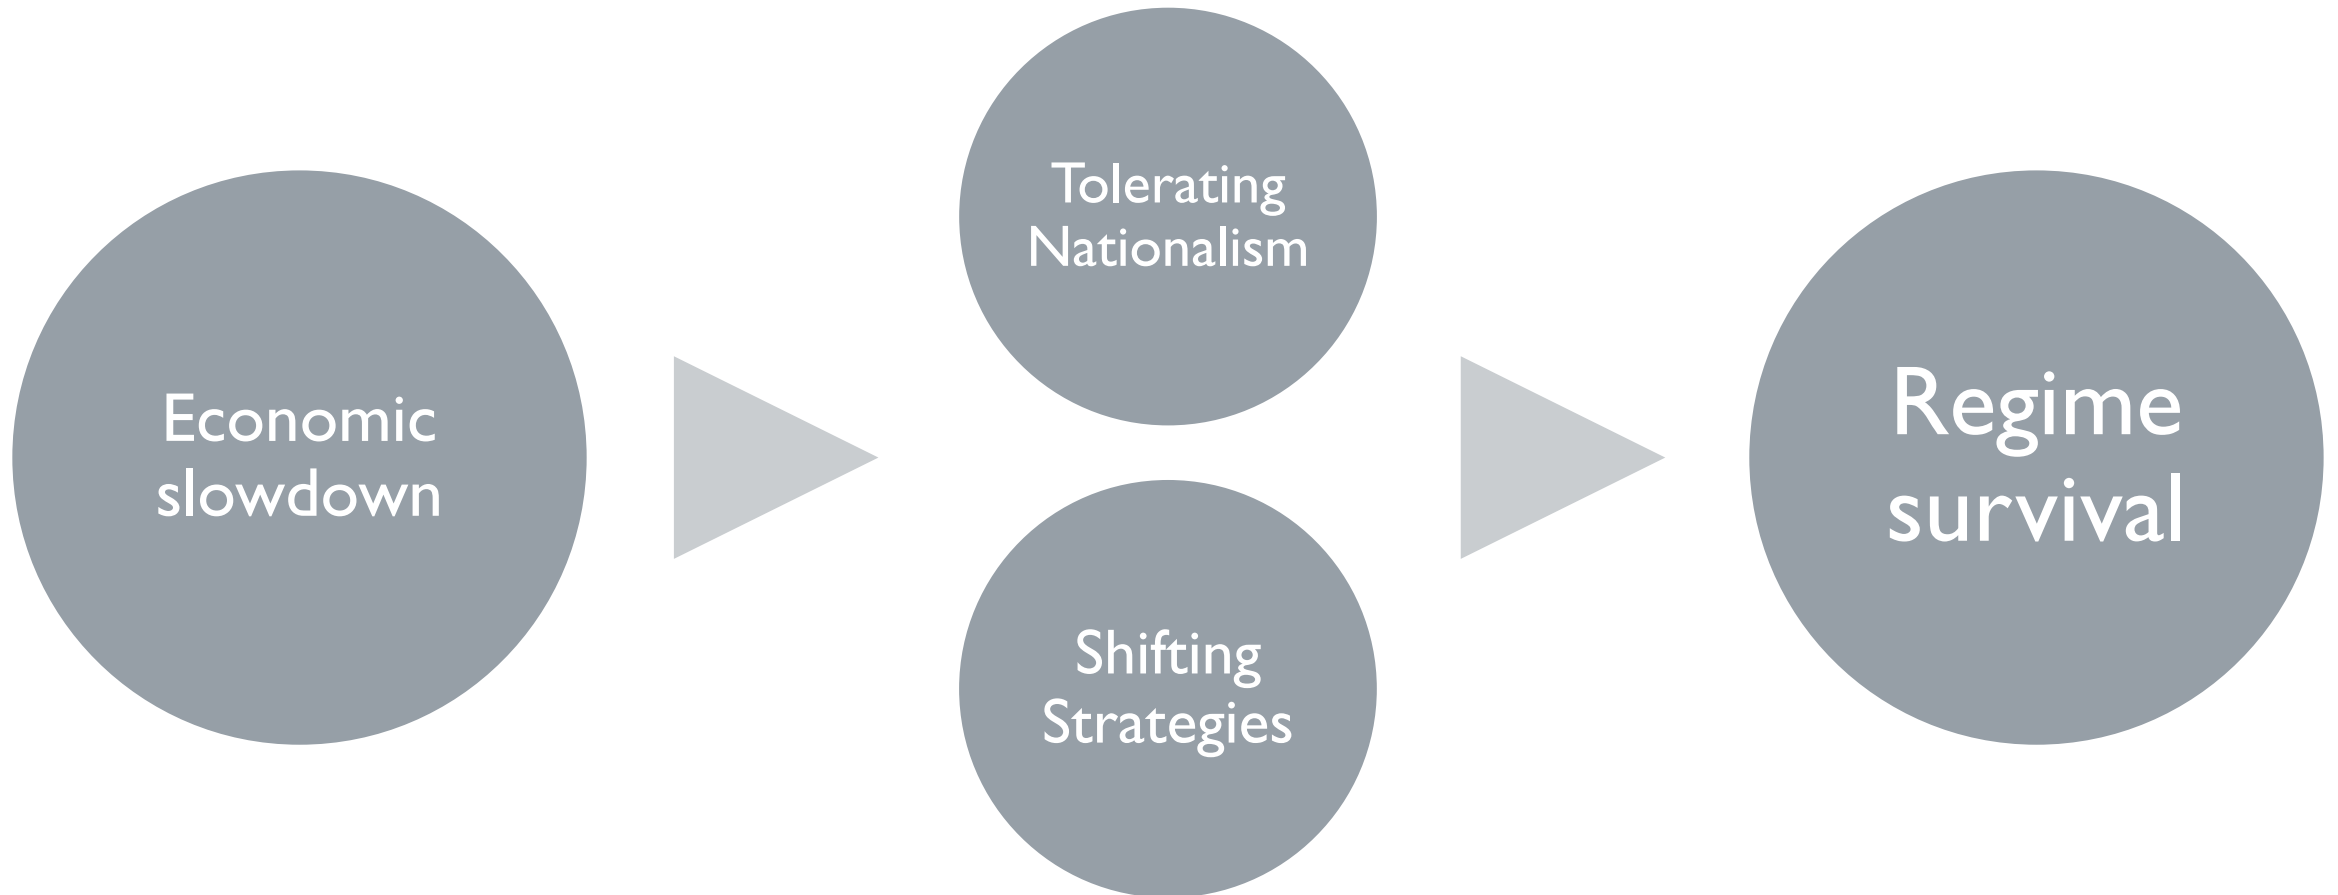 Economic
slowdown
Tolerating
Nationalism
Shifting
Strategies
Regime
survival